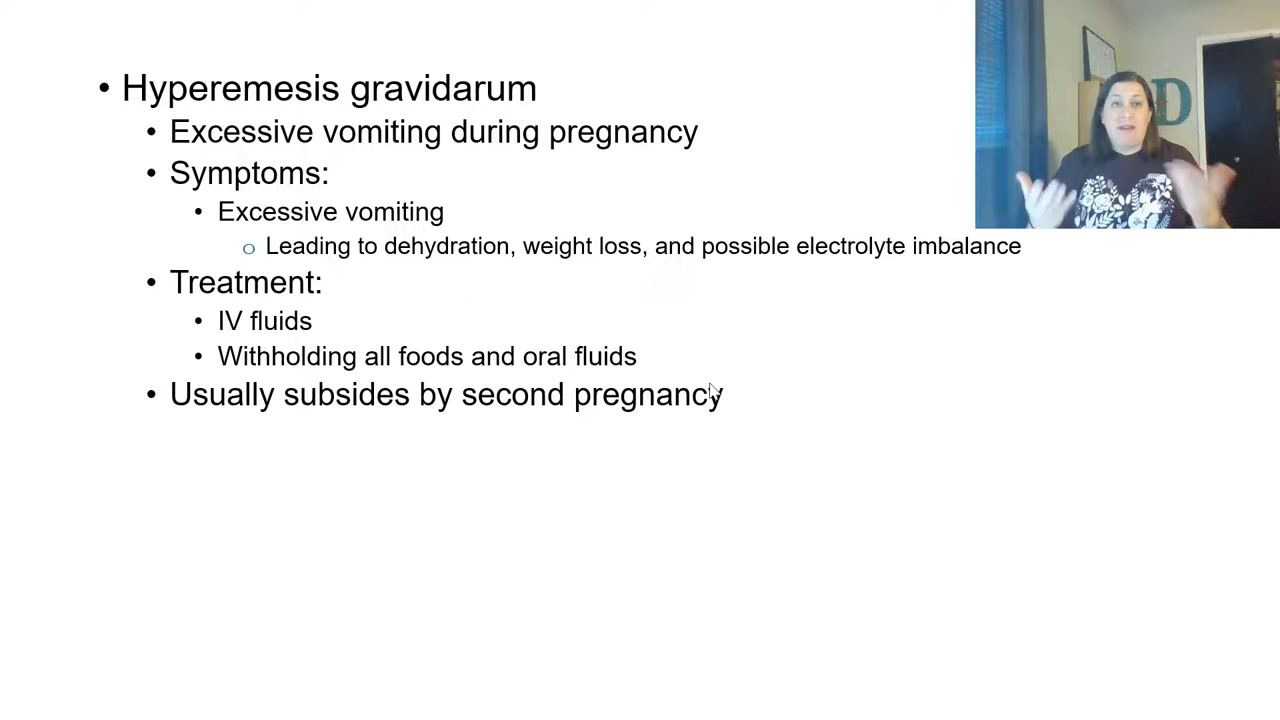 • Hyperemesis gravidarum
• Excessive vomiting during pregnancy
• Symptoms:
• Excessive vomiting
o Leading to dehydration, weight loss, and possible electrolyte imbalance
• Treatment:
• IV fluids
• Withholding all foods and oral fluids
• Usually subsides by second pregnancy
D